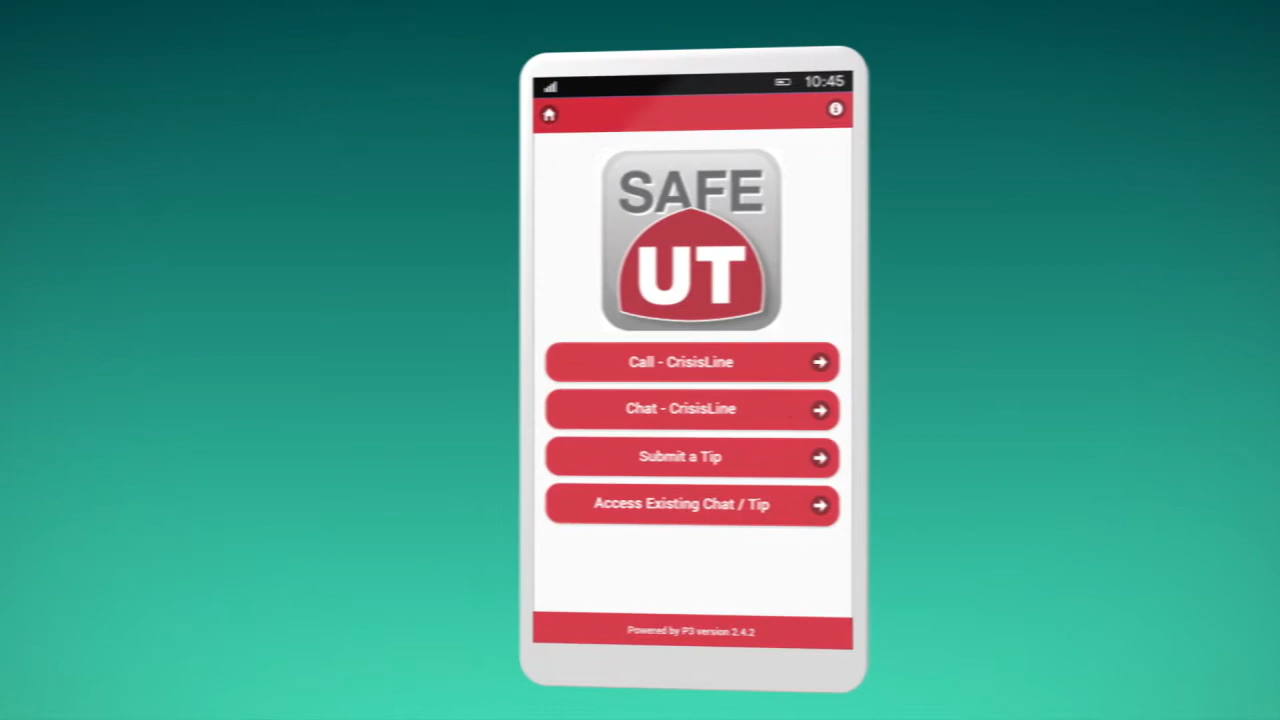 10:45
SAFE
UT
Call - CrisisLine
Chat - CrisisLine
Submit a Tip
Access Existing Chat / Tip
Powered by P3 version 2.4.2